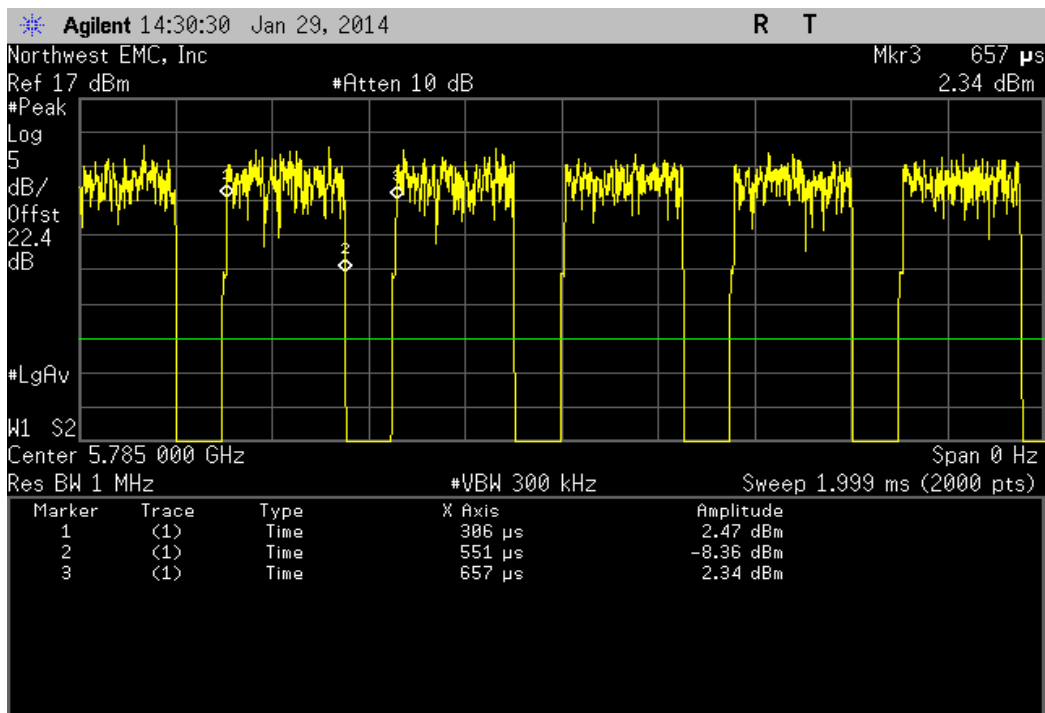 Agilent 14:30:30 Jan 29, 2014 R T
Northwest EMC, Inc Mkr3 657 µs
Ref 17 dBm #Atten 10 dB 2.34 dBm
#Peak
Log
5
dB/
Offst
22.4
dB
1
2
3
#LgAv
W1 S2
Center 5.785 000 GHz Span 0 Hz
Res BW 1 MHz #VBW 300 kHz Sweep 1.999 ms (2000 pts)
Marker Trace Type X Axis Amplitude
1 (1) Time 306 µs 2.47 dBm
2 (1) Time 551 µs -8.36 dBm
3 (1) Time 657 µs 2.34 dBm